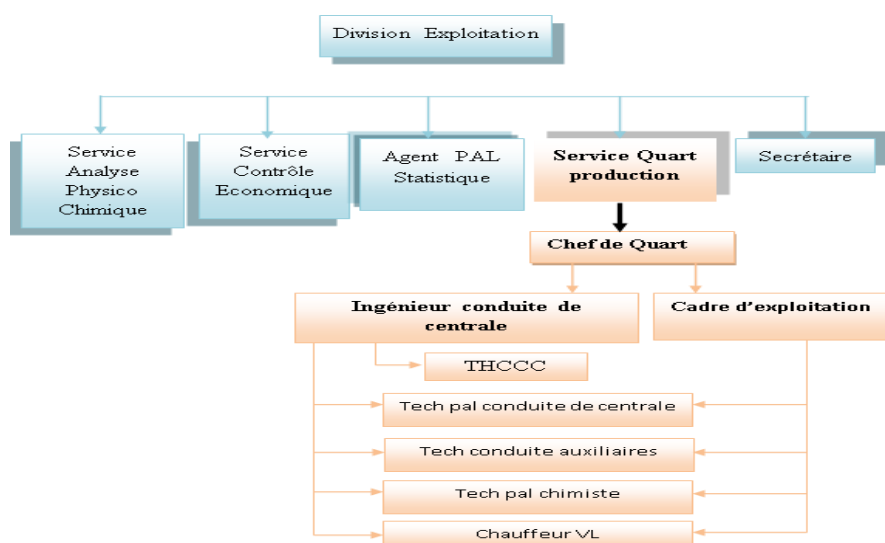 Division Exploitation
Service
Analyse
Physico
Chimique
Service
Contrôle
Economique
Agent PAL
Statistique
Service Quart
production
Secrétaire
Chef de Quart
Ingénieur conduite de
centrale
Cadre d'exploitation
THCCC
Tech pal conduite de centrale
Tech conduite auxiliaires
Tech pal chimiste
Chauffeur VL